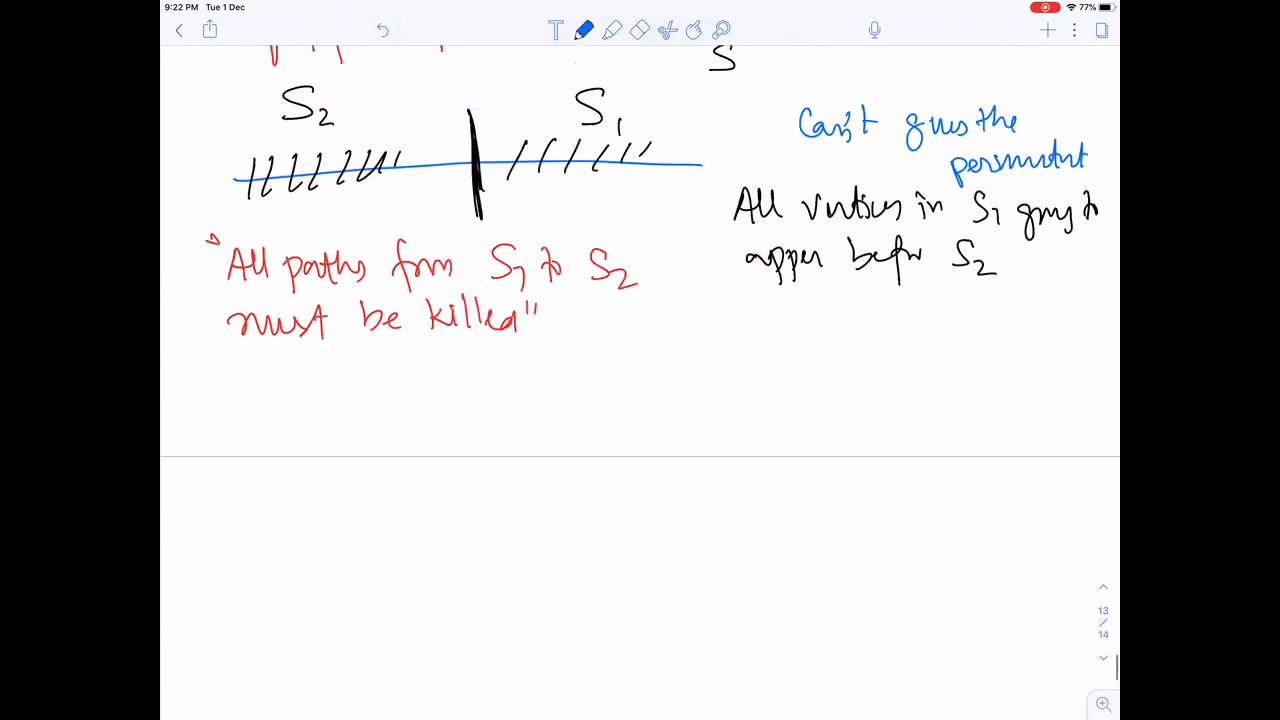 9:22 PM Tue 1 Dec
77%
S
S2
S1
Can't guess the
permutant
All vertices in S1 going to
appear before S2
"All paths from S1 to S2
must be killed"
13
/
14